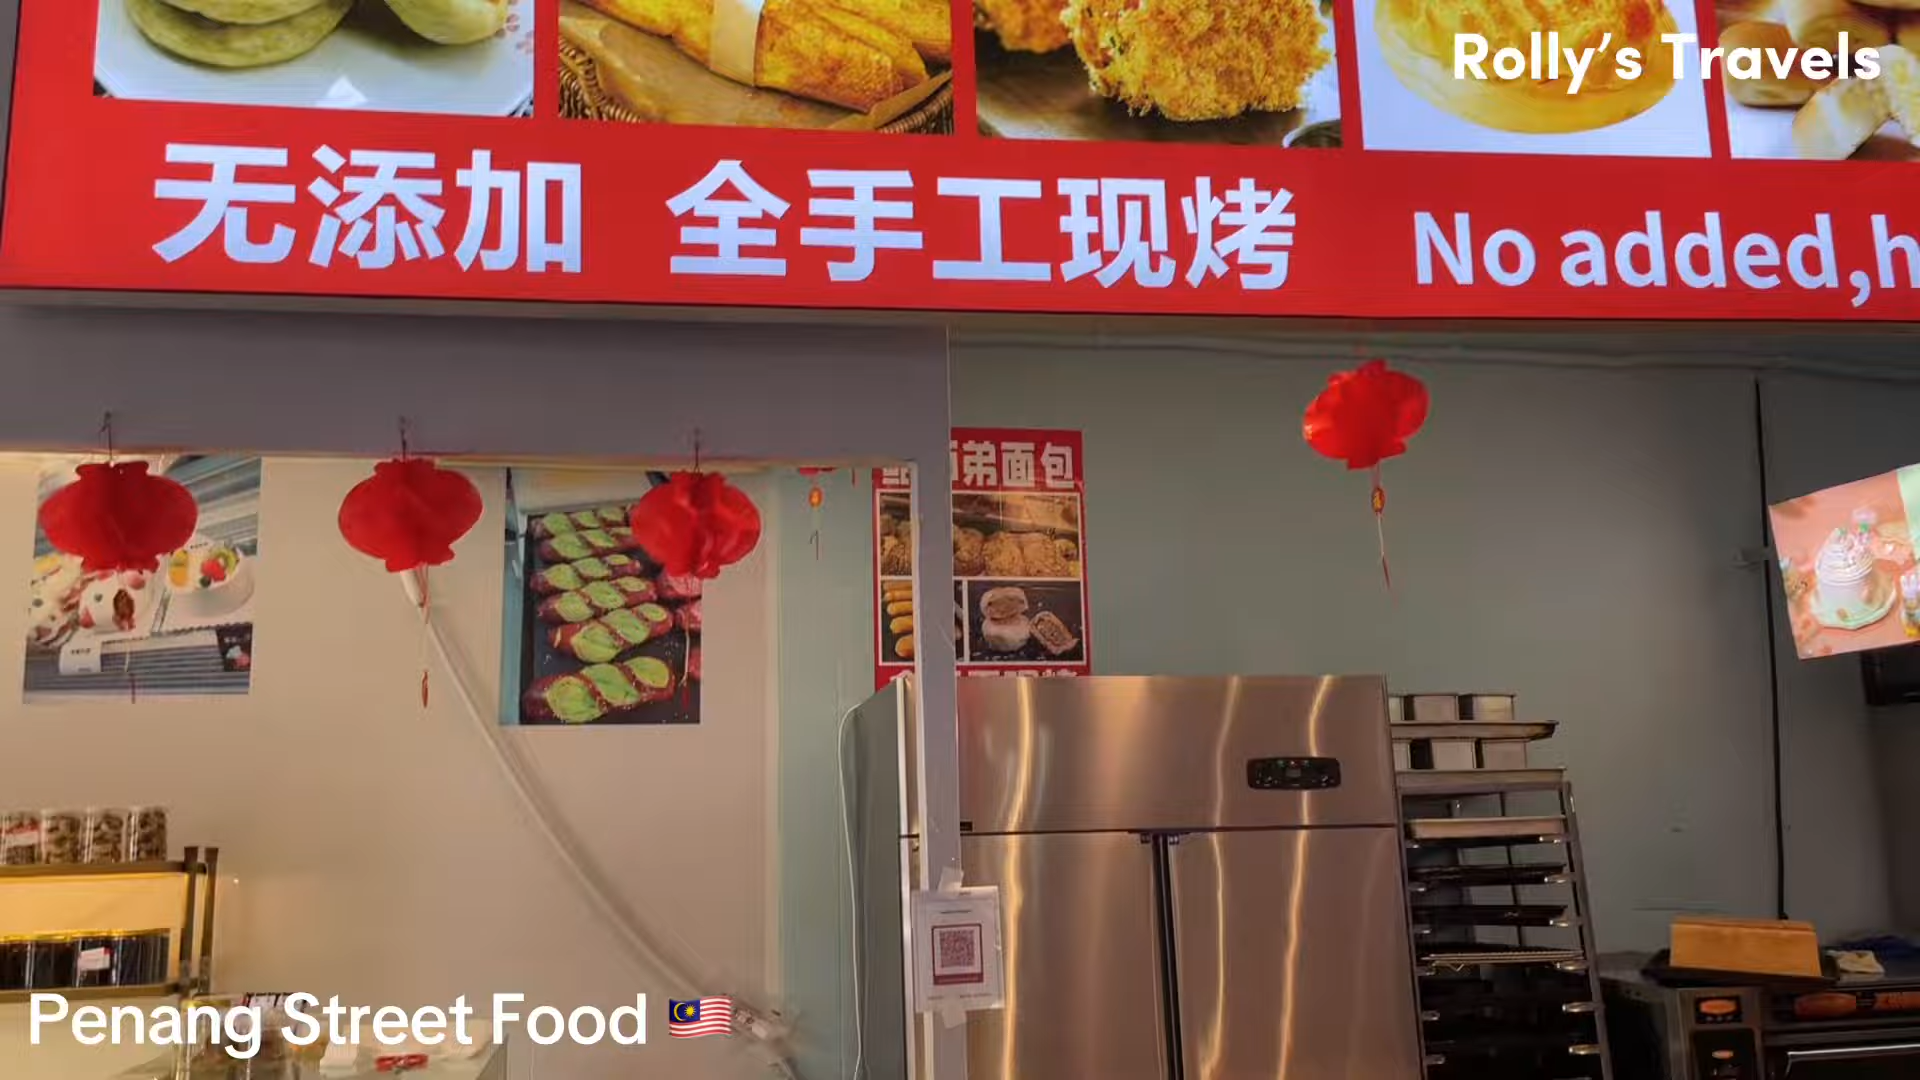 Rolly's Travels
无添加 全手工现烤 No added,h
弟面包
Penang Street Food 🇲🇾